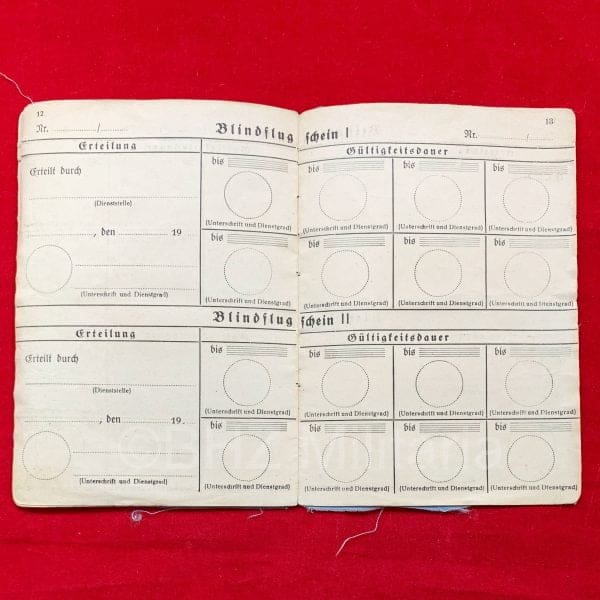 12
13
Nr. ............/............
Blindflug schein I
Nr. ............/............
Erteilung
Gültigkeitsdauer
Erteilt durch
bis
bis
bis
bis
(Dienststelle)
(Unterschrift und Dienstgrad)
(Unterschrift und Dienstgrad)
(Unterschrift und Dienstgrad)
(Unterschrift und Dienstgrad)
, den 19
bis
bis
bis
bis
(Unterschrift und Dienstgrad)
(Unterschrift und Dienstgrad)
(Unterschrift und Dienstgrad)
(Unterschrift und Dienstgrad)
(Unterschrift und Dienstgrad)
Blindflug schein II
Erteilung
Gültigkeitsdauer
Erteilt durch
bis
bis
bis
bis
(Dienststelle)
(Unterschrift und Dienstgrad)
(Unterschrift und Dienstgrad)
(Unterschrift und Dienstgrad)
(Unterschrift und Dienstgrad)
, den 19 .
bis
bis
bis
bis
(Unterschrift und Dienstgrad)
(Unterschrift und Dienstgrad)
(Unterschrift und Dienstgrad)
(Unterschrift und Dienstgrad)
(Unterschrift und Dienstgrad)